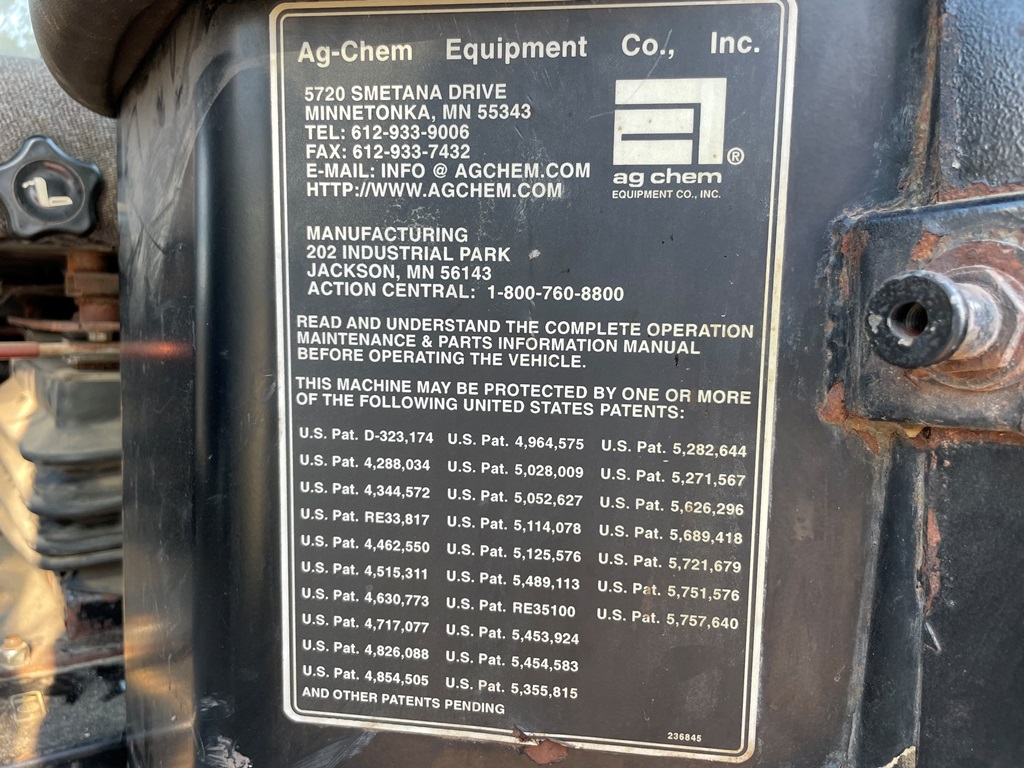 Ag-Chem Equipment Co., Inc.
5720 SMETANA DRIVE
MINNETONKA, MN 55343
TEL: 612-933-9006
FAX: 612-933-7432
E-MAIL: INFO @ AGCHEM.COM
HTTP://WWW.AGCHEM.COM
®
ag chem
EQUIPMENT CO., INC.
MANUFACTURING
202 INDUSTRIAL PARK
JACKSON, MN 56143
ACTION CENTRAL: 1-800-760-8800
READ AND UNDERSTAND THE COMPLETE OPERATION
MAINTENANCE & PARTS INFORMATION MANUAL
BEFORE OPERATING THE VEHICLE.
THIS MACHINE MAY BE PROTECTED BY ONE OR MORE
OF THE FOLLOWING UNITED STATES PATENTS:
U.S. Pat. D-323,174 U.S. Pat. 4,964,575 U.S. Pat. 5,282,644
U.S. Pat. 4,288,034 U.S. Pat. 5,028,009 U.S. Pat. 5,271,567
U.S. Pat. 4,344,572 U.S. Pat. 5,052,627 U.S. Pat. 5,626,296
U.S. Pat. RE33,817 U.S. Pat. 5,114,078 U.S. Pat. 5,689,418
U.S. Pat. 4,462,550 U.S. Pat. 5,125,576 U.S. Pat. 5,721,679
U.S. Pat. 4,515,311 U.S. Pat. 5,489,113 U.S. Pat. 5,751,576
U.S. Pat. 4,630,773 U.S. Pat. RE35100 U.S. Pat. 5,757,640
U.S. Pat. 4,717,077 U.S. Pat. 5,453,924
U.S. Pat. 4,826,088 U.S. Pat. 5,454,583
U.S. Pat. 4,854,505 U.S. Pat. 5,355,815
AND OTHER PATENTS PENDING
236845